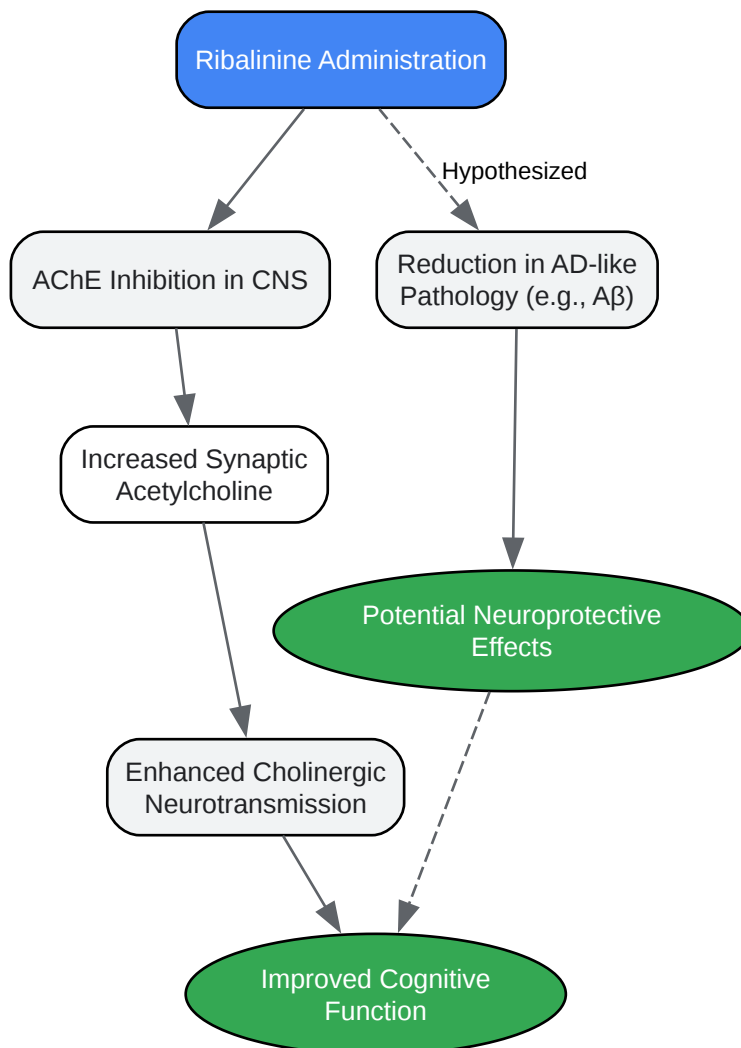 Ribalinine Administration
Hypothesized
AChE Inhibition in CNS
Reduction in AD-like
Pathology (e.g., Aβ)
Increased Synaptic
Acetylcholine
Potential Neuroprotective
Effects
Enhanced Cholinergic
Neurotransmission
Improved Cognitive
Function